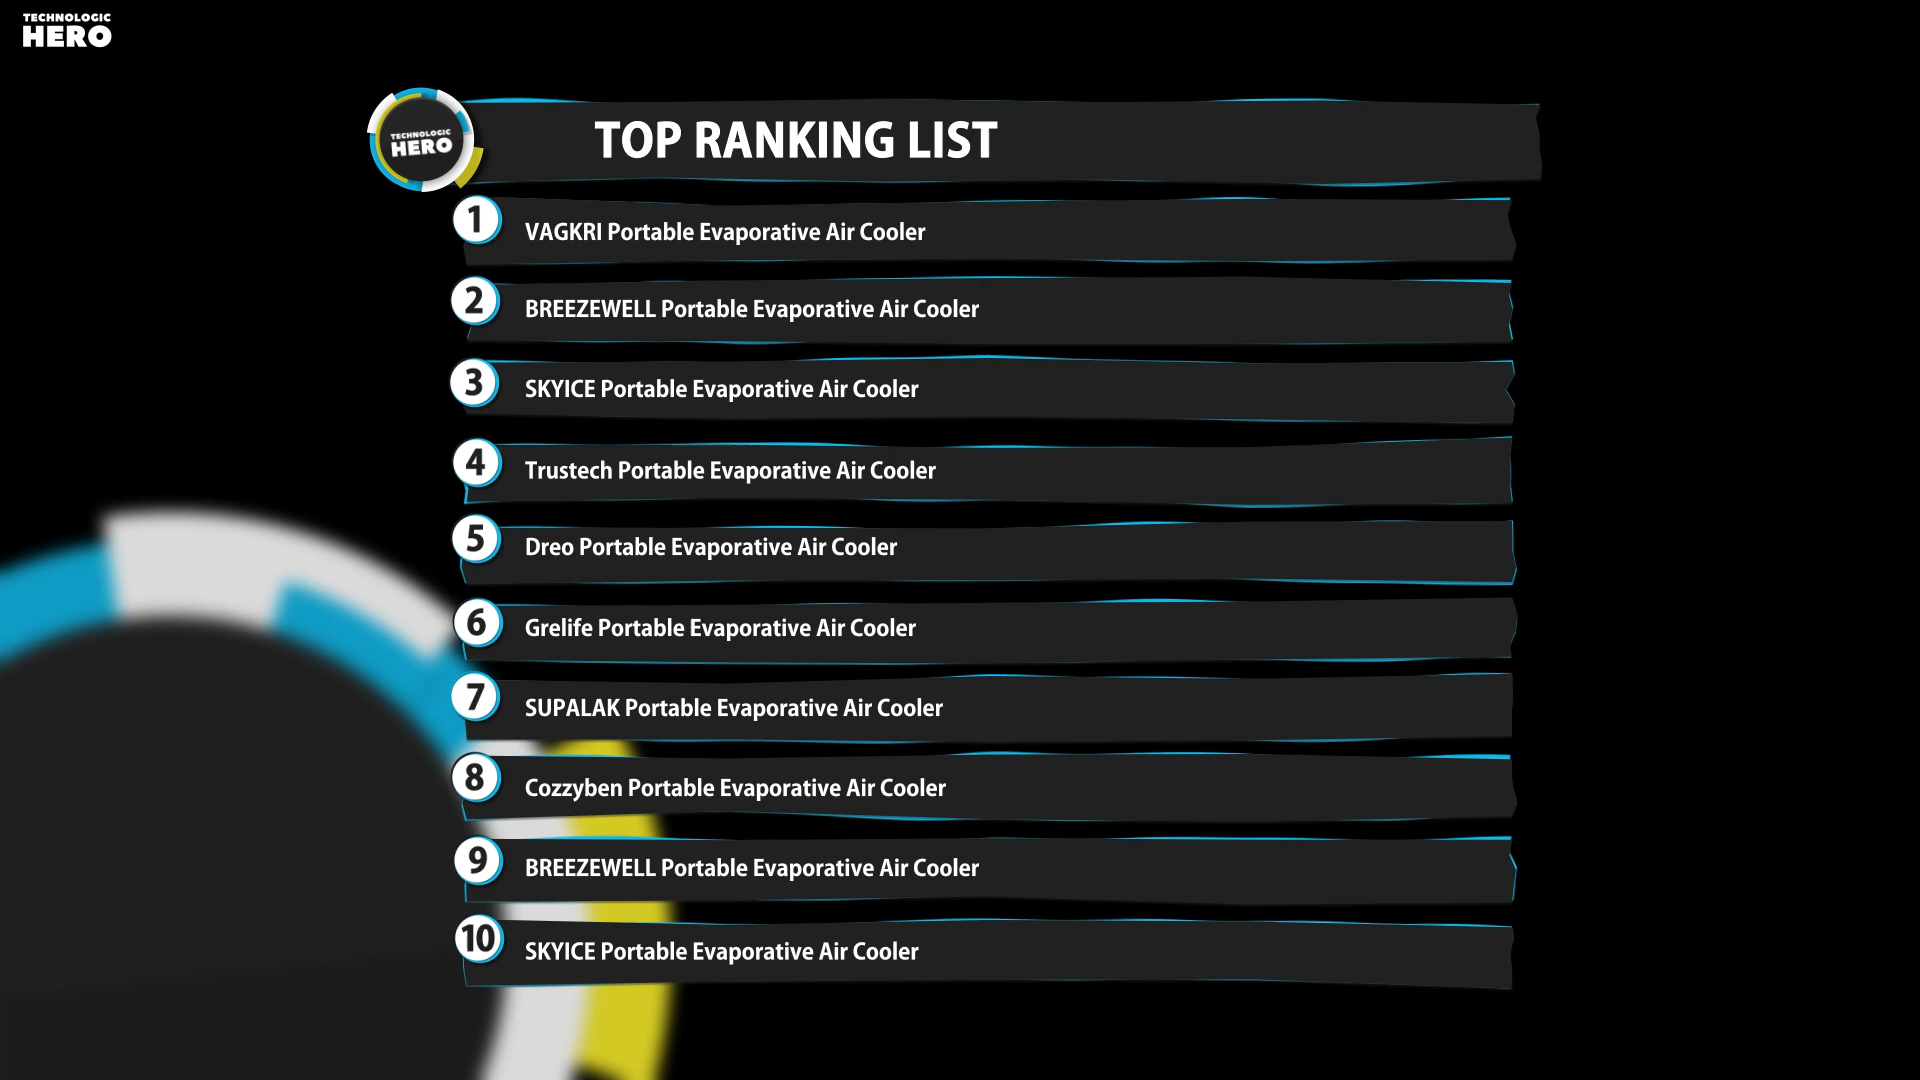 TECHNOLOGIC
HERO
TECHNOLOGIC
HERO
TOP RANKING LIST
1
VAGKRI Portable Evaporative Air Cooler
2
BREEZEWELL Portable Evaporative Air Cooler
3
SKYICE Portable Evaporative Air Cooler
4
Trustech Portable Evaporative Air Cooler
5
Dreo Portable Evaporative Air Cooler
6
Grelife Portable Evaporative Air Cooler
7
SUPALAK Portable Evaporative Air Cooler
8
Cozzyben Portable Evaporative Air Cooler
9
BREEZEWELL Portable Evaporative Air Cooler
10
SKYICE Portable Evaporative Air Cooler